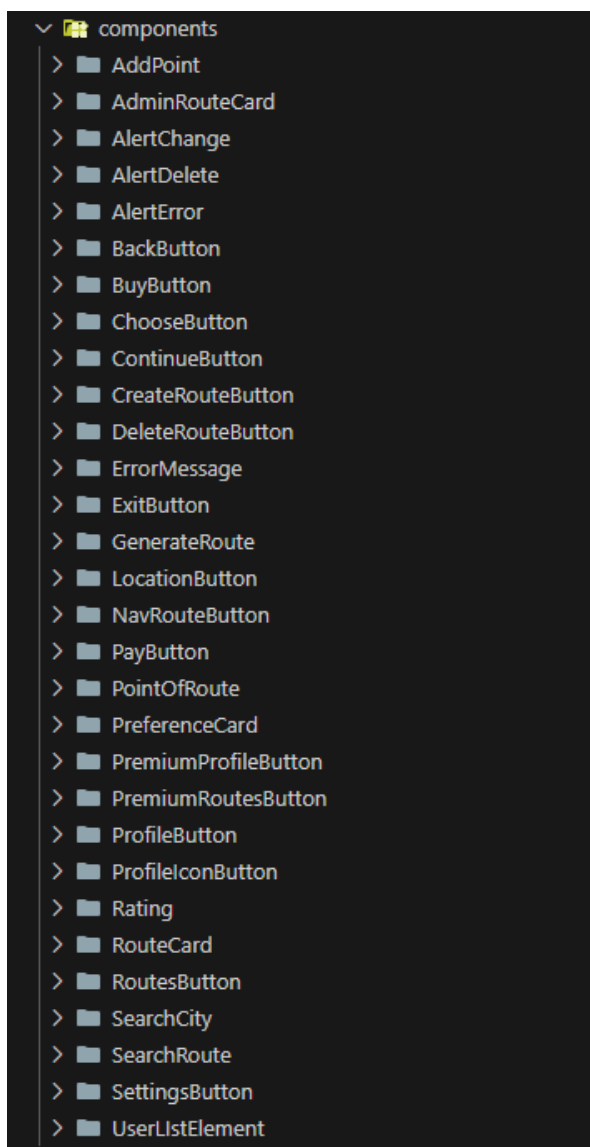 components
AddPoint
AdminRouteCard
AlertChange
AlertDelete
AlertError
BackButton
BuyButton
ChooseButton
ContinueButton
CreateRouteButton
DeleteRouteButton
ErrorMessage
ExitButton
GenerateRoute
LocationButton
NavRouteButton
PayButton
PointOfRoute
PreferenceCard
PremiumProfileButton
PremiumRoutesButton
ProfileButton
ProfileIconButton
Rating
RouteCard
RoutesButton
SearchCity
SearchRoute
SettingsButton
UserLIstElement